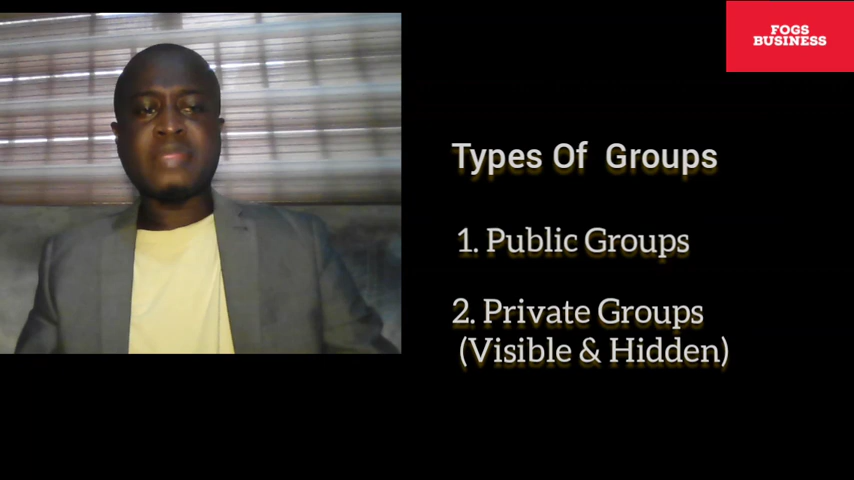 FOGS
BUSINESS
Types Of Groups
1. Public Groups
2. Private Groups
(Visible & Hidden)